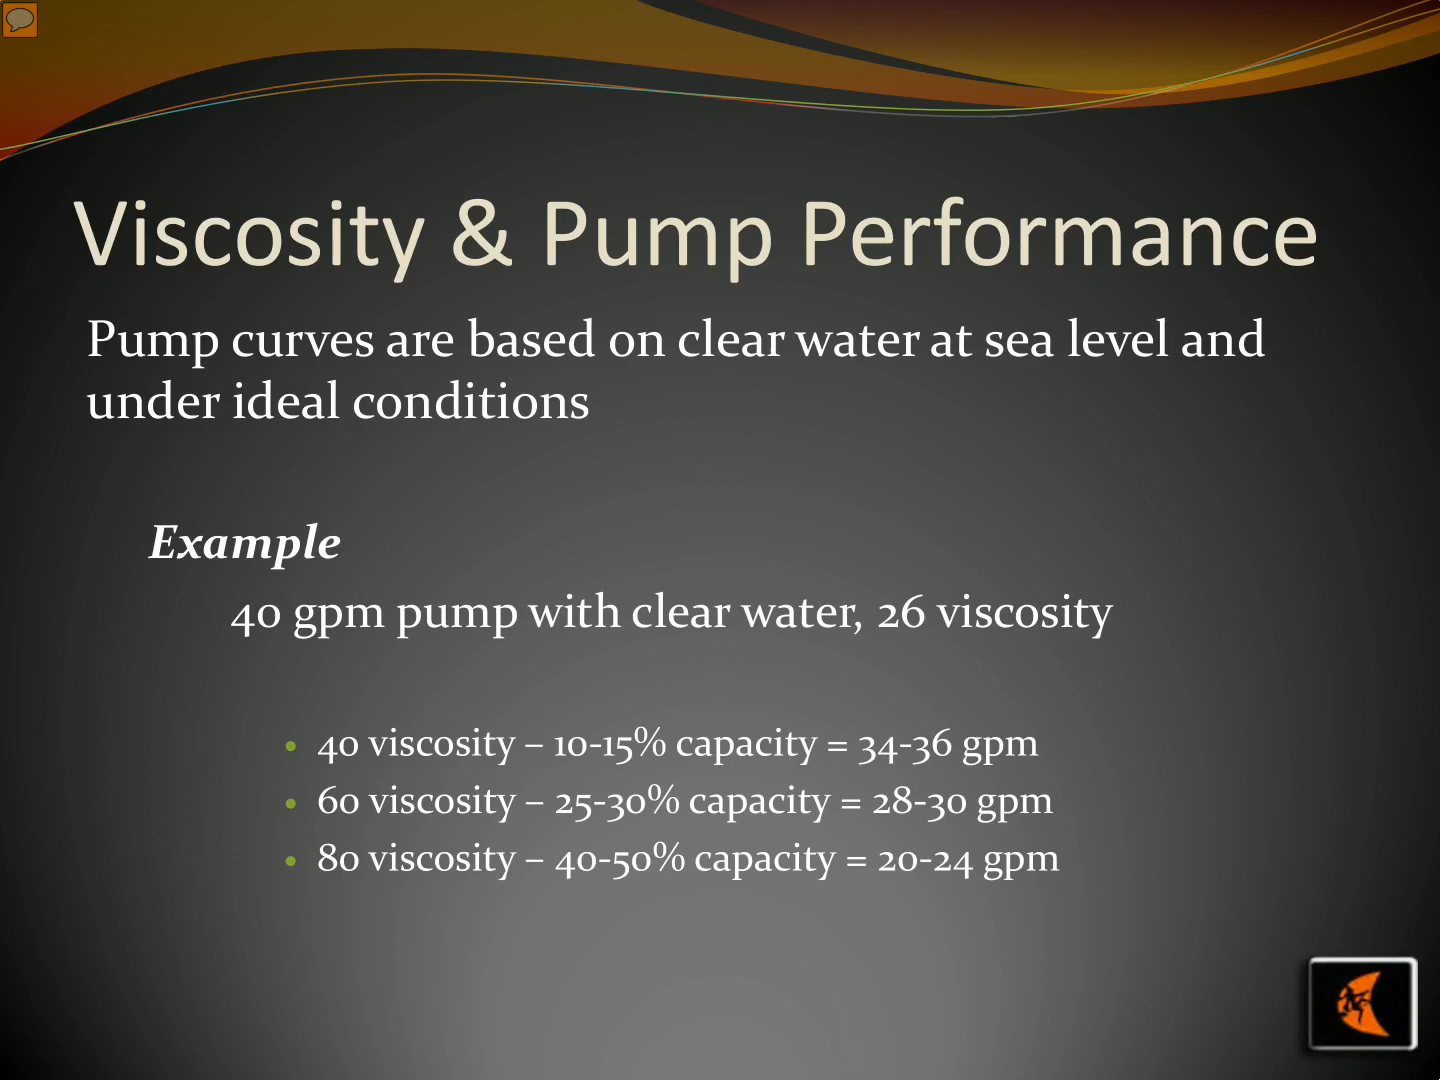 Viscosity & Pump Performance
Pump curves are based on clear water at sea level and
under ideal conditions
Example
40 gpm pump with clear water, 26 viscosity
• 40 viscosity – 10-15% capacity = 34-36 gpm
• 60 viscosity – 25-30% capacity = 28-30 gpm
• 80 viscosity – 40-50% capacity = 20-24 gpm